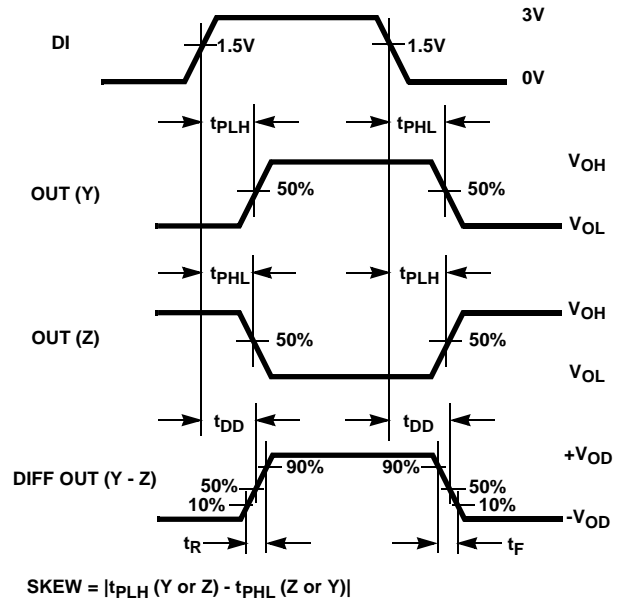 3V
DI
1.5V
1.5V
0V
tPLH
tPHL
VOH
OUT (Y)
50%
50%
VOL
tPHL
tPLH
VOH
OUT (Z)
50%
50%
VOL
tDD
tDD
+VOD
90%
90%
DIFF OUT (Y - Z)
50%
50%
10%
10%
-VOD
tR
tF
SKEW = |tPLH (Y or Z) - tPHL (Z or Y)|